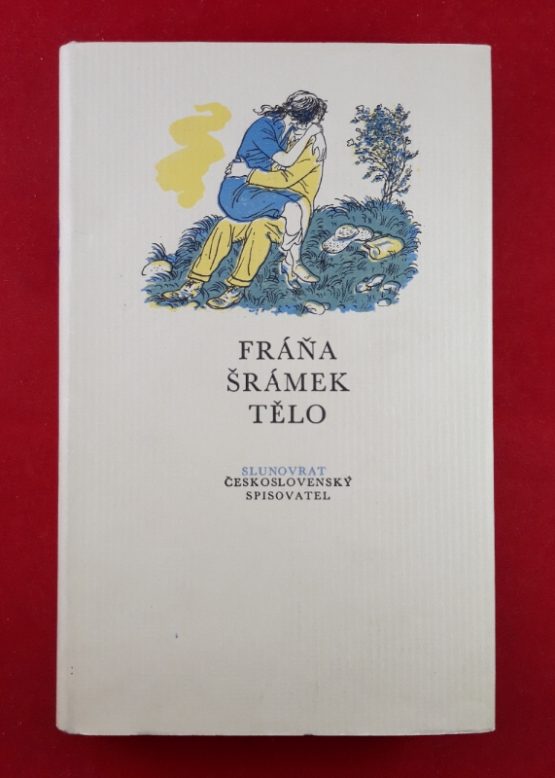 FRÁŇA
ŠRÁMEK
TĚLO
SLUNOVRAT
ČESKOSLOVENSKÝ
SPISOVATEL